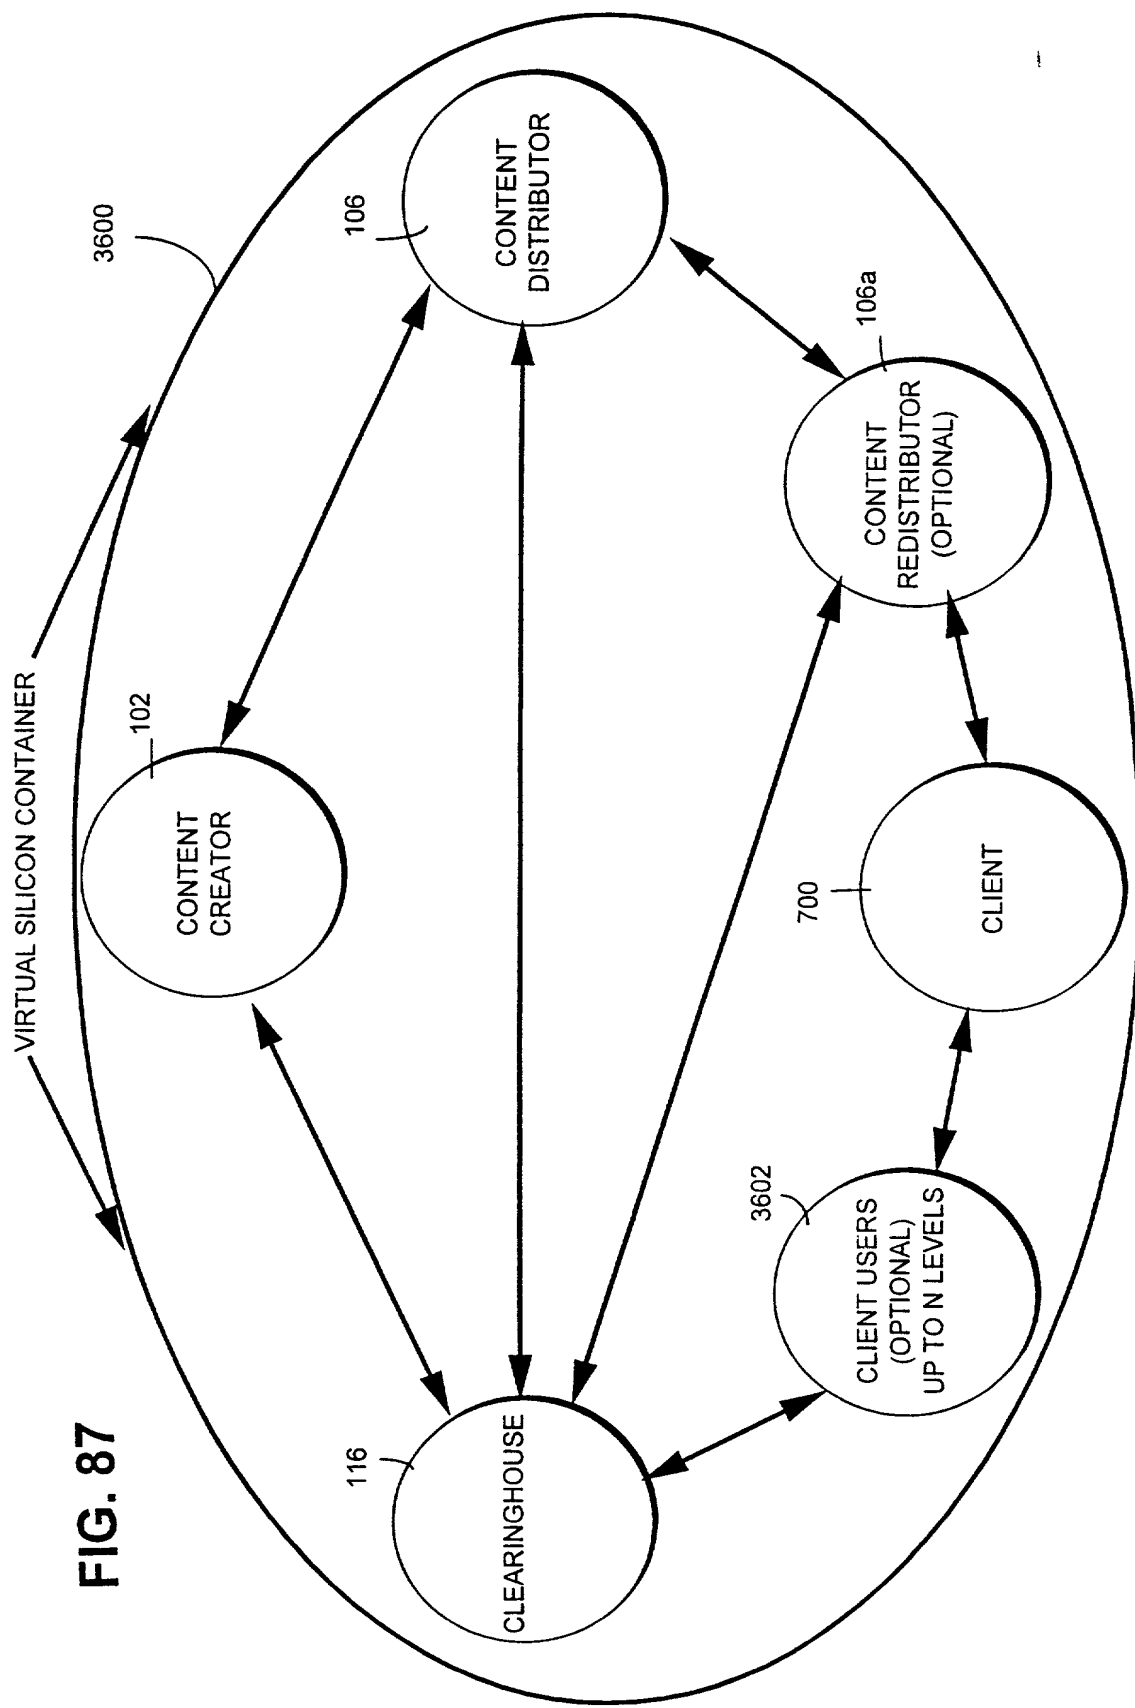 FIG. 87
VIRTUAL SILICON CONTAINER
3600
102
CONTENT
CREATOR
106
CONTENT
DISTRIBUTOR
116
CLEARINGHOUSE
106a
CONTENT
REDISTRIBUTOR
(OPTIONAL)
3602
CLIENT USERS
(OPTIONAL)
UP TO N LEVELS
700
CLIENT